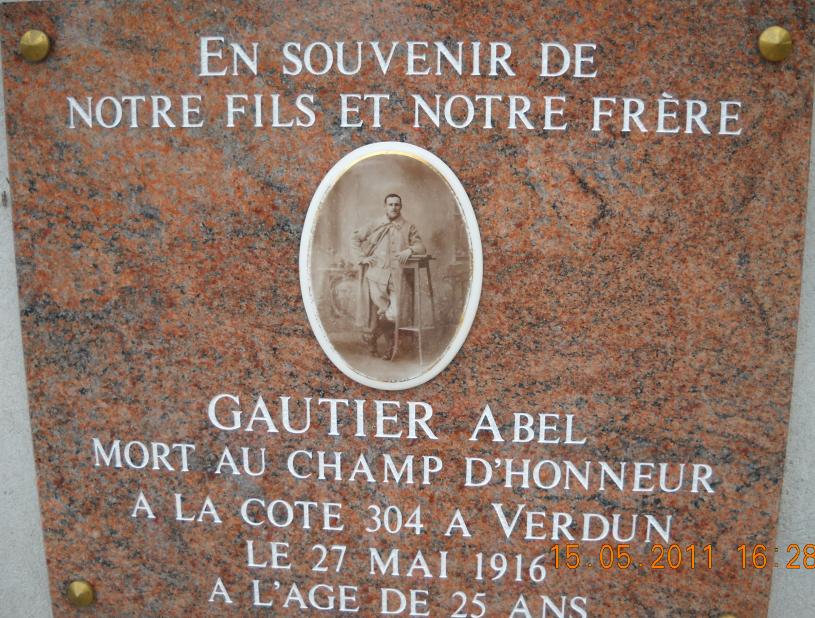 EN SOUVENIR DE
NOTRE FILS ET NOTRE FRÈRE
GAUTIER ABEL
MORT AU CHAMP D'HONNEUR
A LA COTE 304 A VERDUN
LE 27 MAI 1916
A L'AGE DE 25 ANS
15.05.2011 16:28